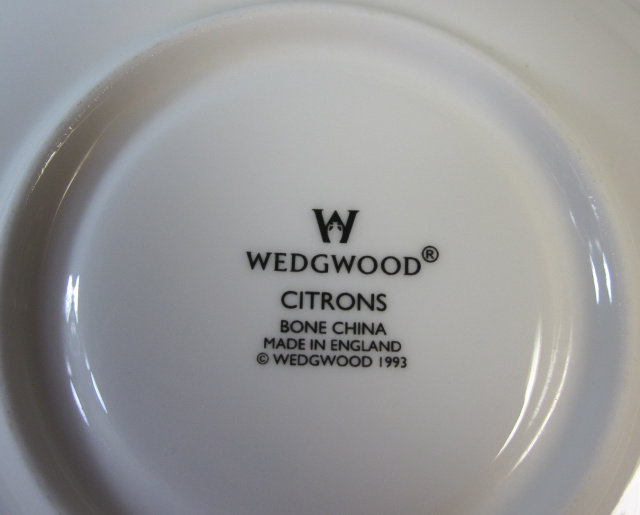 W
WEDGWOOD®
CITRONS
BONE CHINA
MADE IN ENGLAND
© WEDGWOOD 1993